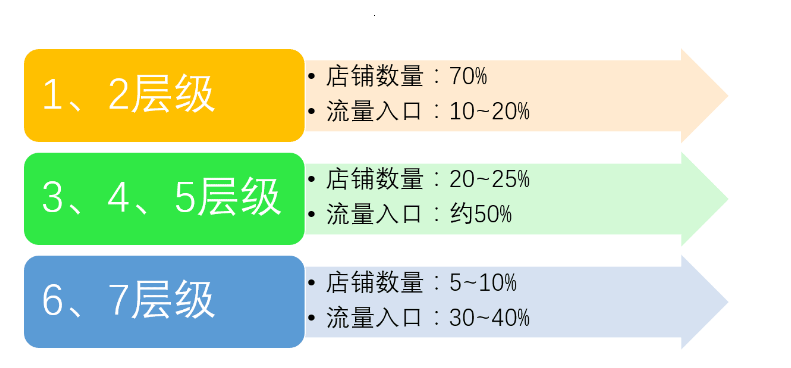 1、2层级
• 店铺数量：70%
• 流量入口：10~20%
3、4、5层级
• 店铺数量：20~25%
• 流量入口：约50%
6、7层级
• 店铺数量：5~10%
• 流量入口：30~40%